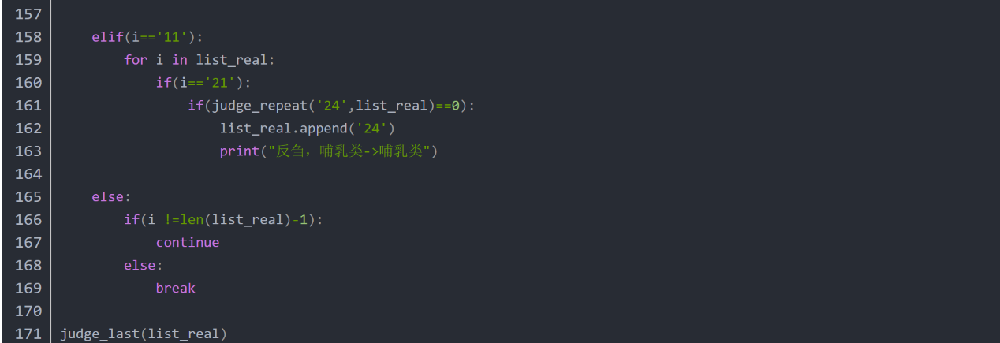 157
158     elif(i=='11'):
159         for i in list_real:
160             if(i=='21'):
161                 if(judge_repeat('24',list_real)==0):
162                     list_real.append('24')
163                     print("反刍，哺乳类->哺乳类")
164
165     else:
166         if(i !=len(list_real)-1):
167             continue
168         else:
169             break
170
171 judge_last(list_real)